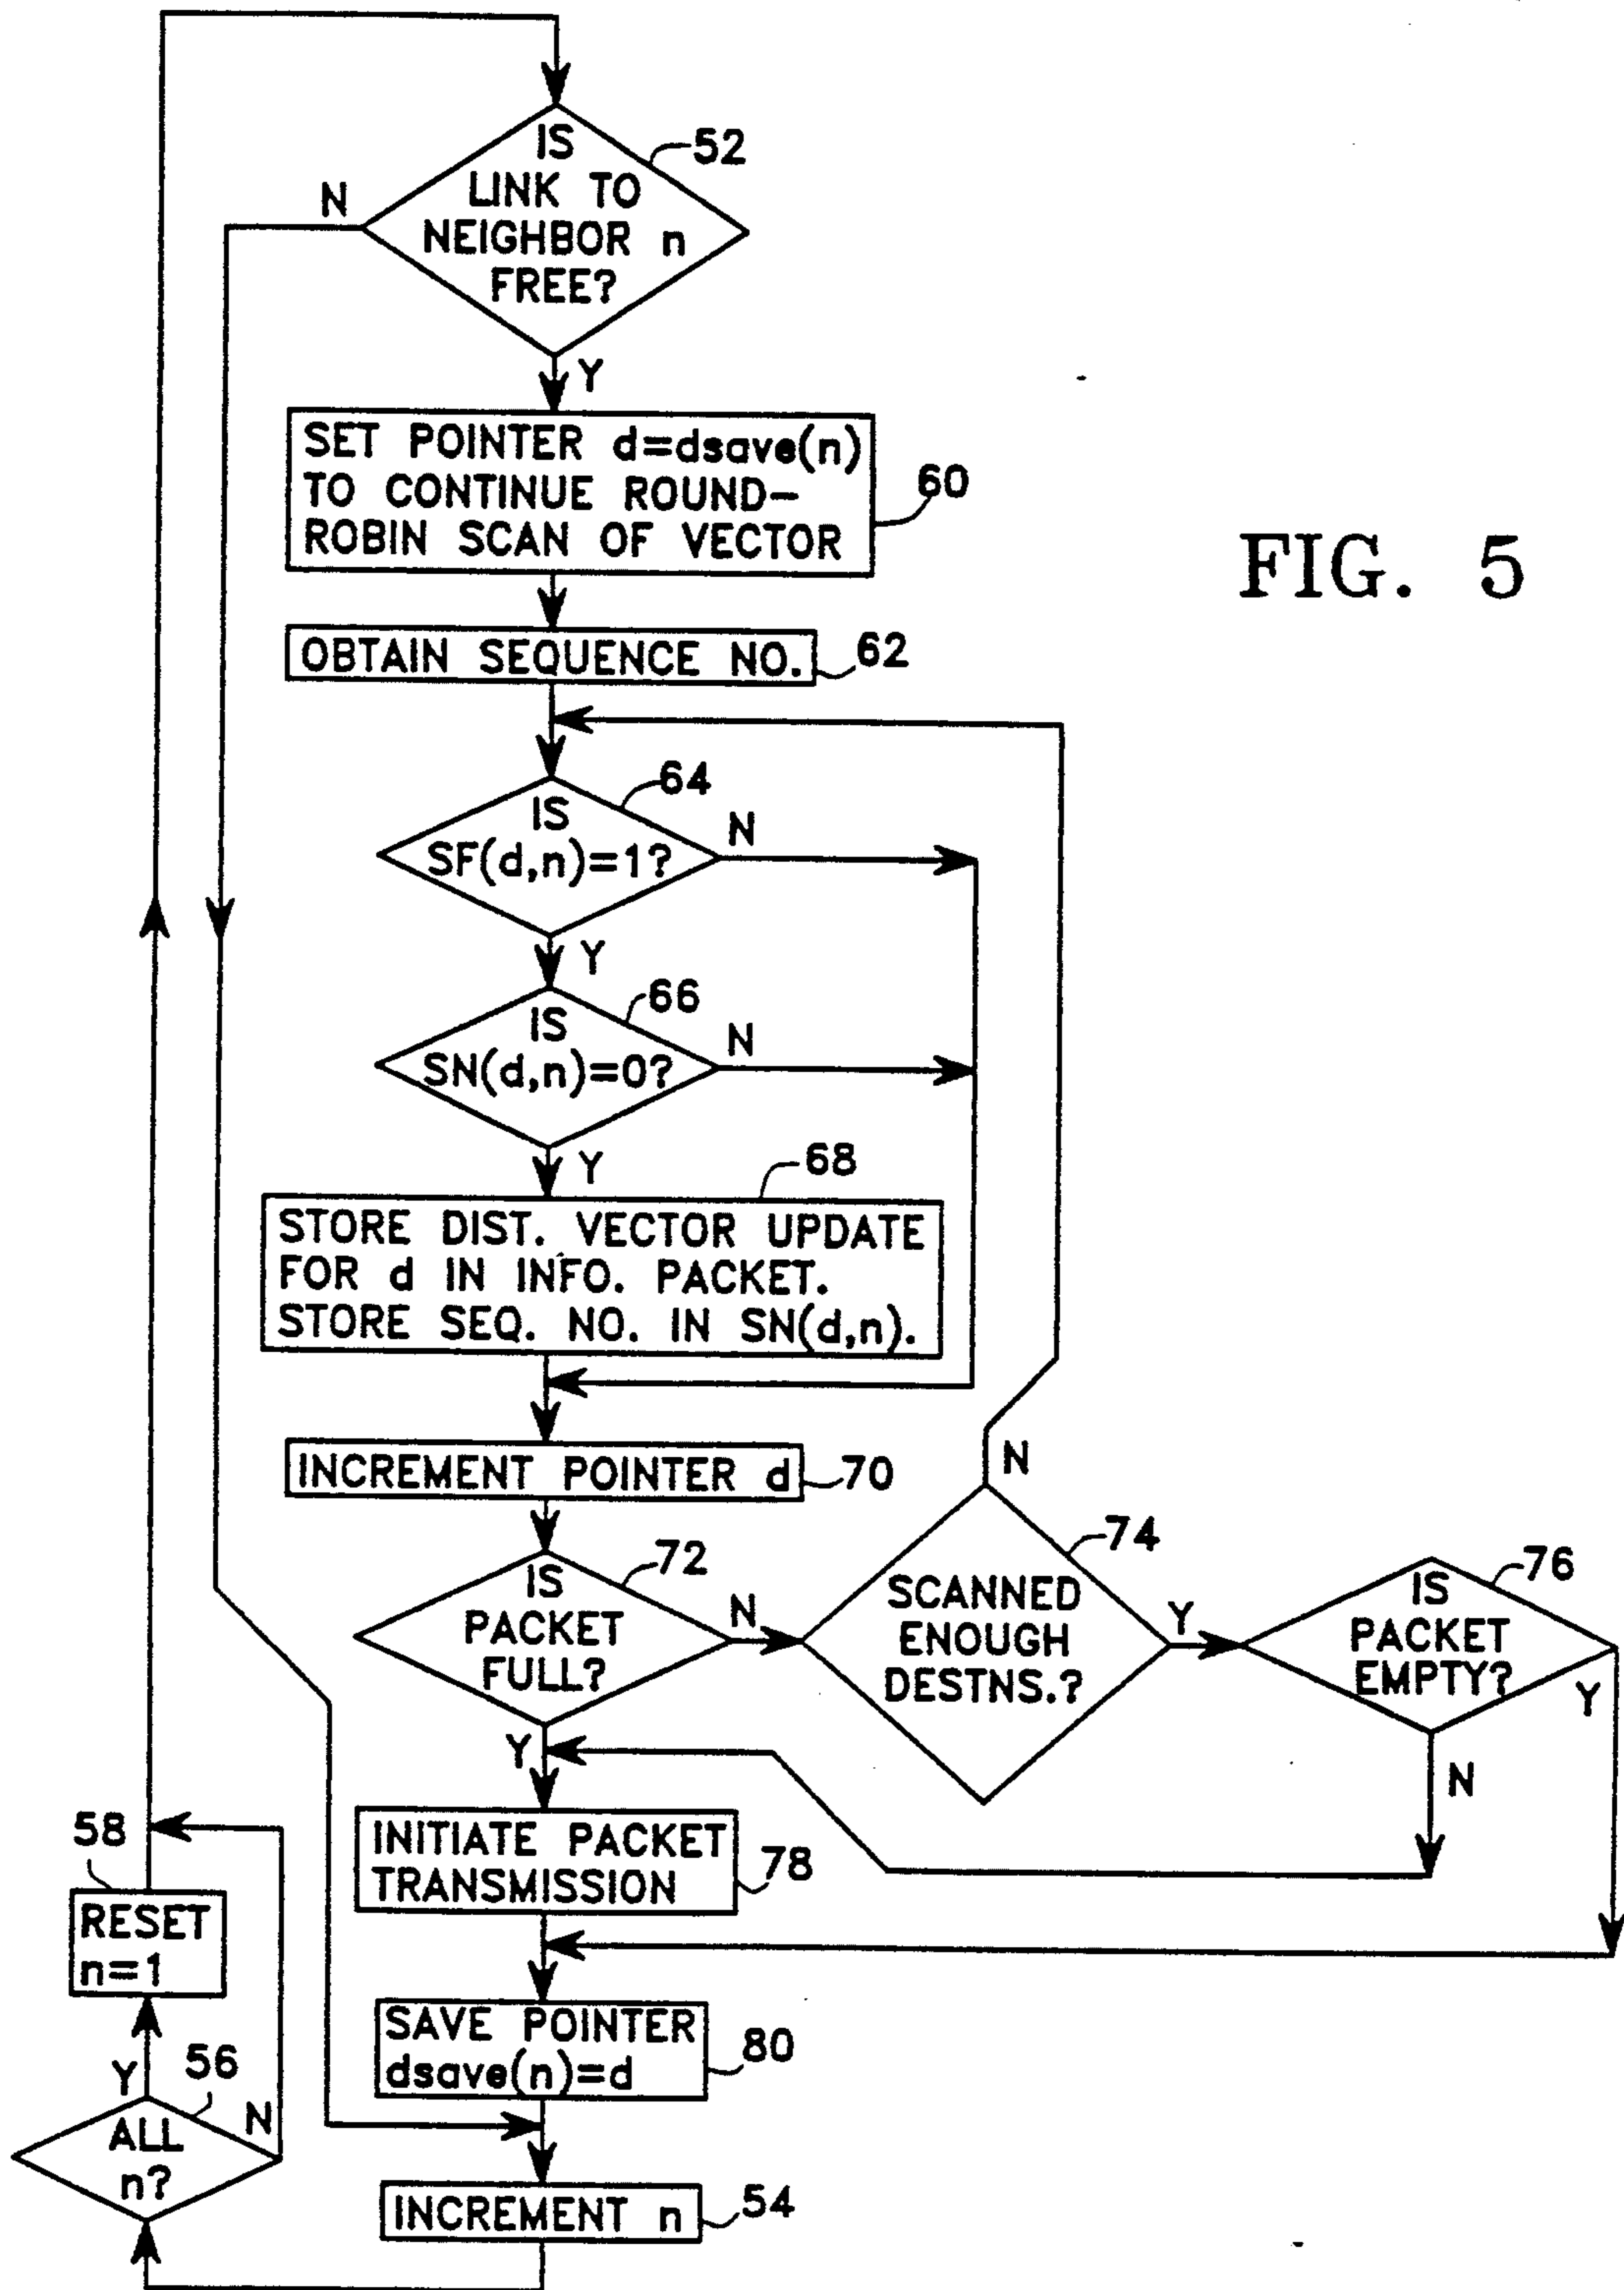 IS
LINK TO
NEIGHBOR n
FREE?
52
N
Y
SET POINTER d=dsave(n)
TO CONTINUE ROUND-
ROBIN SCAN OF VECTOR
60
FIG. 5
OBTAIN SEQUENCE NO.
62
IS
SF(d,n)=1?
64
N
Y
IS
SN(d,n)=0?
66
N
Y
68
STORE DIST. VECTOR UPDATE
FOR d IN INFO. PACKET.
STORE SEQ. NO. IN SN(d,n).
INCREMENT POINTER d
70
IS
PACKET
FULL?
72
N
Y
N
SCANNED
ENOUGH
DESTNS.?
74
Y
IS
PACKET
EMPTY?
76
Y
N
INITIATE PACKET
TRANSMISSION
78
58
RESET
n=1
SAVE POINTER
dsave(n)=d
80
Y
56
ALL
n?
N
INCREMENT n
54